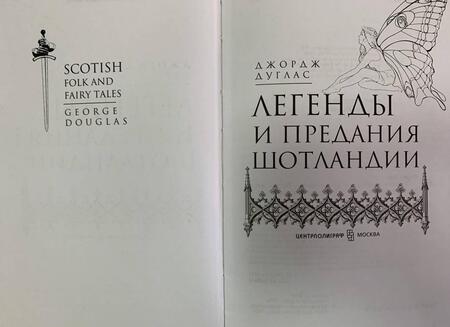 SCOTISH
FOLK AND
FAIRY TALES
GEORGE
DOUGLAS
ДЖОРДЖ
ДУГЛАС
ЛЕГЕНДЫ
И ПРЕДАНИЯ
ШОТЛАНДИИ
ЦЕНТРПОЛИГРАФ МОСКВА